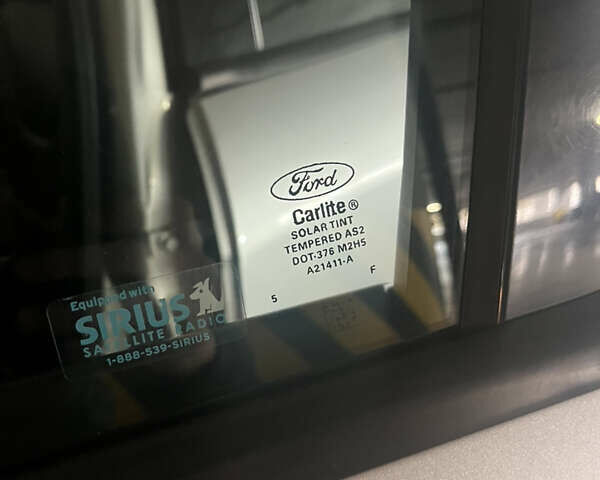 Ford
Carlite®
SOLAR TINT
TEMPERED AS2
DOT-376 M2H5
A21411-A
5 F
Equipped with
SIRIUS
SATELLITE RADIO
1-888-539-SIRIUS